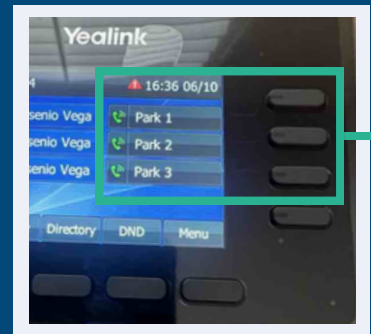 Yealink
4 16:36 06/10
senio Vega Park 1
senio Vega Park 2
senio Vega Park 3
Directory DND Menu